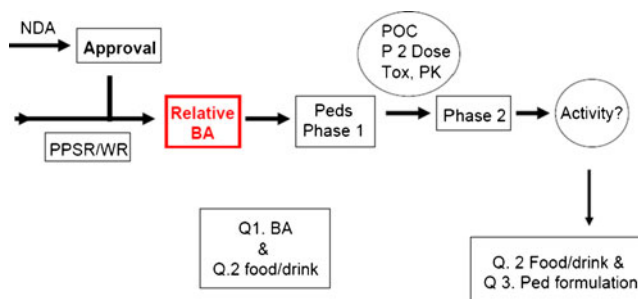 NDA
Approval
PPSR/WR
Relative
BA
Peds
Phase 1
POC
P 2 Dose
Tox, PK
Phase 2
Activity?
Q1. BA
&
Q.2 food/drink
Q. 2 Food/drink &
Q 3. Ped formulation